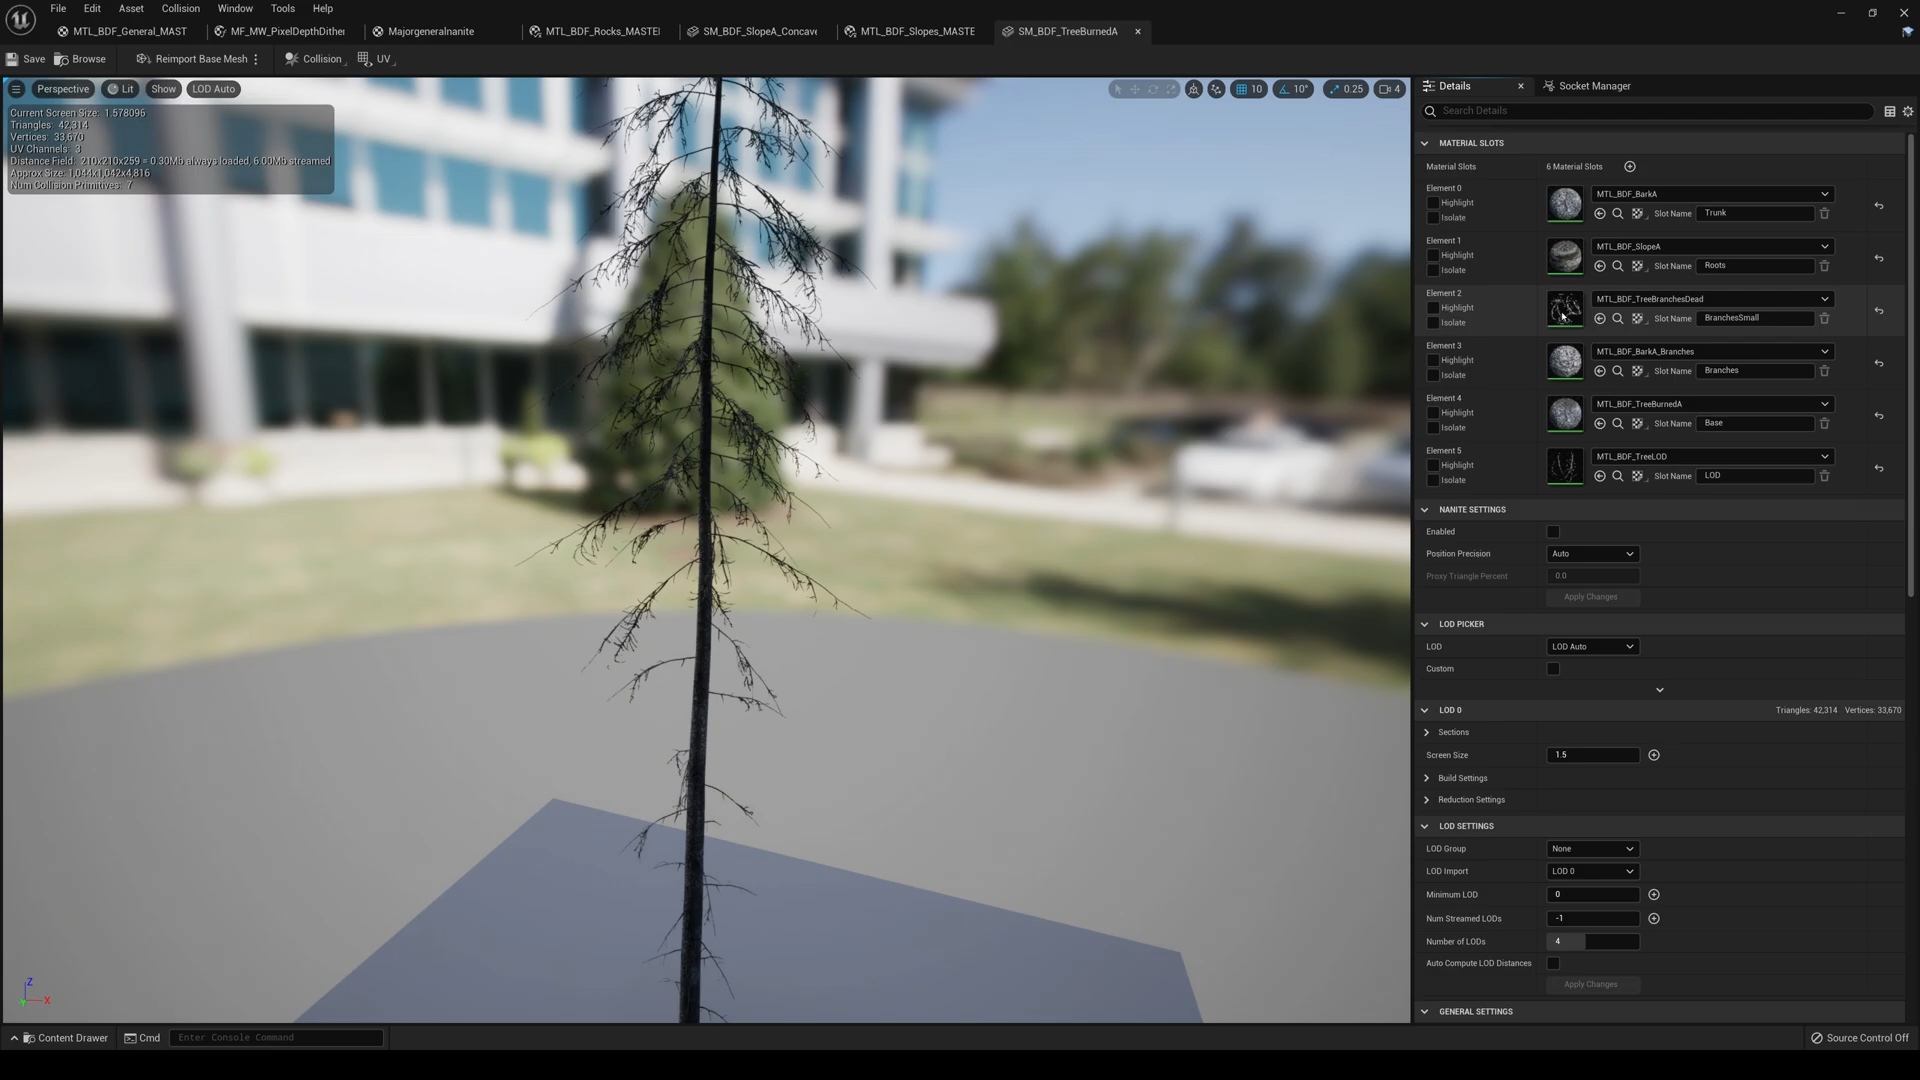 File Edit Asset Collision Window Tools Help
MTL_BDF_General_MAST MF_MW_PixelDepthDither Majorgeneralnanite MTL_BDF_Rocks_MASTE SM_BDF_SlopeA_Concave MTL_BDF_Slopes_MASTE SM_BDF_TreeBurnedA
Save Browse Reimport Base Mesh Collision UV
Perspective Lit Show LOD Auto 10 10° 0.25 4
Current Screen Size: 1.578096
Triangles: 42,314
Vertices: 33,670
UV Channels: 3
Distance Field: 210x210x259 = 0.30Mb always loaded, 6.00Mb streamed
Approx Size: 1,044x1,042x4,816
Num Collision Primitives: 7
Details Socket Manager
Search Details
MATERIAL SLOTS
Material Slots 6 Material Slots
Element 0 MTL_BDF_BarkA
Highlight
Isolate Slot Name Trunk
Element 1 MTL_BDF_SlopeA
Highlight
Isolate Slot Name Roots
Element 2 MTL_BDF_TreeBranchesDead
Highlight
Isolate Slot Name BranchesSmall
Element 3 MTL_BDF_BarkA_Branches
Highlight
Isolate Slot Name Branches
Element 4 MTL_BDF_TreeBurnedA
Highlight
Isolate Slot Name Base
Element 5 MTL_BDF_TreeLOD
Highlight
Isolate Slot Name LOD
NANITE SETTINGS
Enabled
Position Precision Auto
Proxy Triangle Percent 0.0
Apply Changes
LOD PICKER
LOD LOD Auto
Custom
LOD 0 Triangles: 42,314 Vertices: 33,670
Sections
Screen Size 1.5
Build Settings
Reduction Settings
LOD SETTINGS
LOD Group None
LOD Import LOD 0
Minimum LOD 0
Num Streamed LODs -1
Number of LODs 4
Auto Compute LOD Distances
Apply Changes
GENERAL SETTINGS
Z
Y X
Content Drawer Cmd Enter Console Command Source Control Off